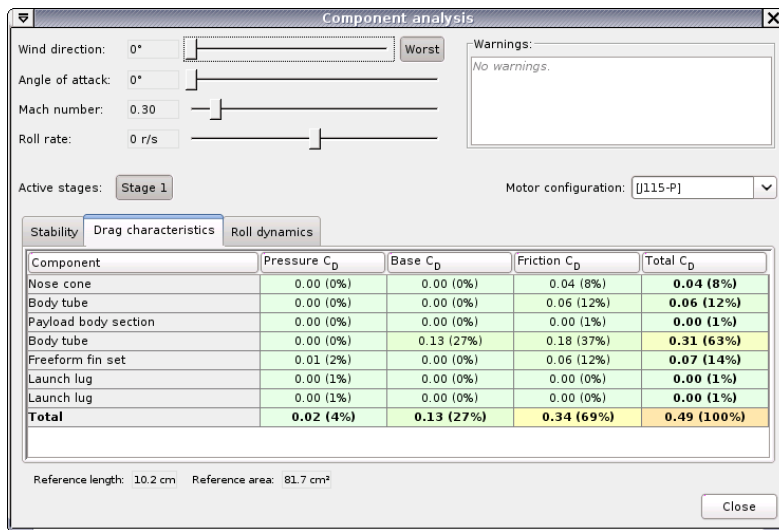 Component analysis
Wind direction: 0° Worst
Warnings:
No warnings.
Angle of attack: 0°
Mach number: 0.30
Roll rate: 0 r/s
Active stages: Stage 1 Motor configuration: [J115-P]
Stability Drag characteristics Roll dynamics
Component Pressure CD Base CD Friction CD Total CD
Nose cone 0.00 (0%) 0.00 (0%) 0.04 (8%) 0.04 (8%)
Body tube 0.00 (0%) 0.00 (0%) 0.06 (12%) 0.06 (12%)
Payload body section 0.00 (0%) 0.00 (0%) 0.00 (1%) 0.00 (1%)
Body tube 0.00 (0%) 0.13 (27%) 0.18 (37%) 0.31 (63%)
Freeform fin set 0.01 (2%) 0.00 (0%) 0.06 (12%) 0.07 (14%)
Launch lug 0.00 (1%) 0.00 (0%) 0.00 (0%) 0.00 (1%)
Launch lug 0.00 (1%) 0.00 (0%) 0.00 (0%) 0.00 (1%)
Total 0.02 (4%) 0.13 (27%) 0.34 (69%) 0.49 (100%)
Reference length: 10.2 cm Reference area: 81.7 cm²
Close